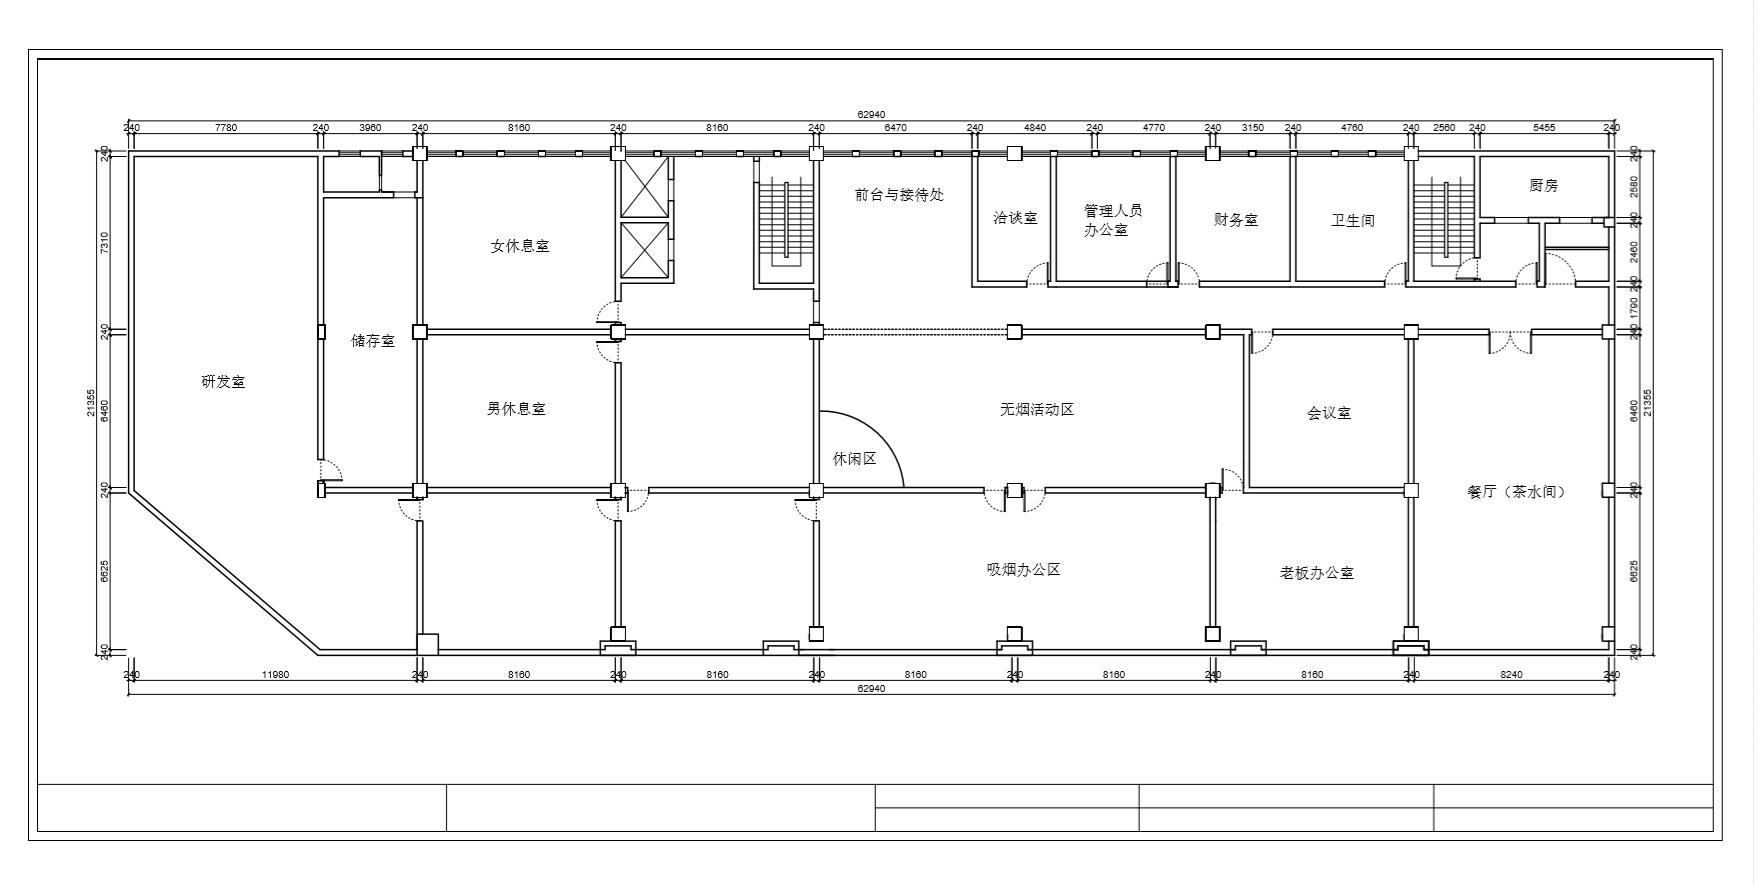 62940
240 7780 240 3960 240 8160 240 8160 240 6470 240 4840 240 4770 240 3150 240 4760 240 2560 240 5455 240
240
7310
240
6460
240
6625
240
21355
前台与接待处
洽谈室
管理人员
办公室
财务室
卫生间
厨房
女休息室
储存室
研发室
男休息室
无烟活动区
会议室
休闲区
餐厅（茶水间）
吸烟办公区
老板办公室
240
2580
240
2460
240
1790
240
6460
240
6625
240
21355
240 11980 240 8160 240 8160 240 8160 240 8160 240 8160 240 8240 240
62940